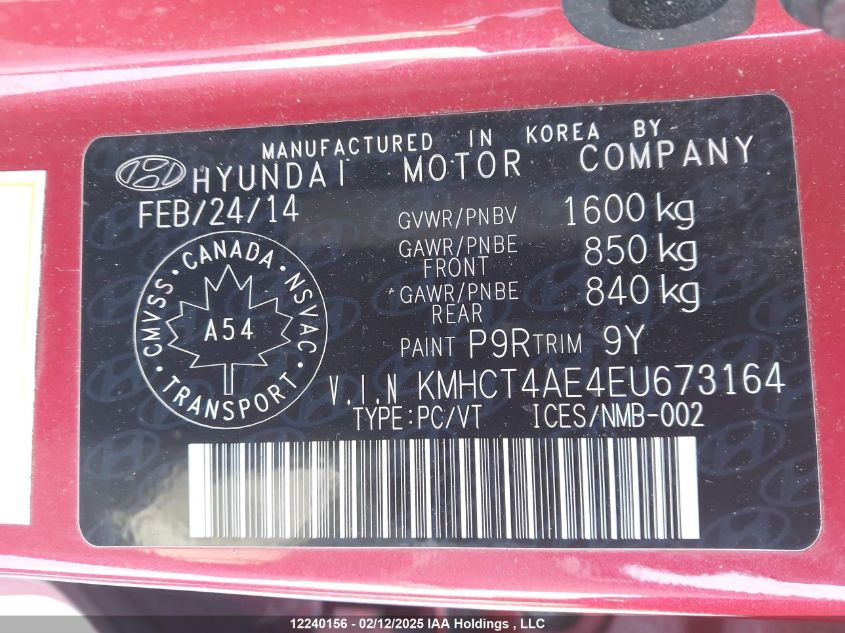 MANUFACTURED IN KOREA BY
HYUNDAI MOTOR COMPANY
FEB/24/14
GVWR/PNBV 1600 kg
GAWR/PNBE FRONT 850 kg
*GAWR/PNBE REAR 840 kg
PAINT P9R TRIM 9Y
V.I.N KMHCT4AE4EU673164
TYPE:PC/VT ICES/NMB-002
CMVSS · CANADA · NSVAC
A54
TRANSPORT
12240156 - 02/12/2025 IAA Holdings , LLC